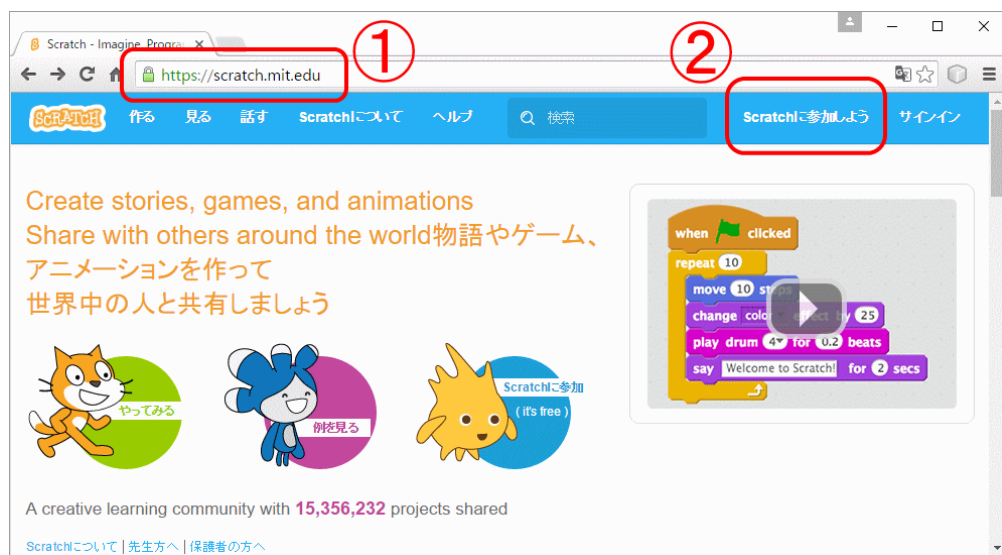 Scratch - Imagine, Progra
①
②
https://scratch.mit.edu
SCRATCH 作る 見る 話す Scratchについて ヘルプ 検索 Scratchに参加しよう サインイン
Create stories, games, and animations
Share with others around the world物語やゲーム、
アニメーションを作って
世界中の人と共有しましょう
when clicked
repeat 10
move 10 steps
change color effect by 25
play drum 4 for 0.2 beats
say Welcome to Scratch! for 2 secs
やってみる
例を見る
Scratchに参加
( it's free )
A creative learning community with 15,356,232 projects shared
Scratchについて | 先生方へ | 保護者の方へ